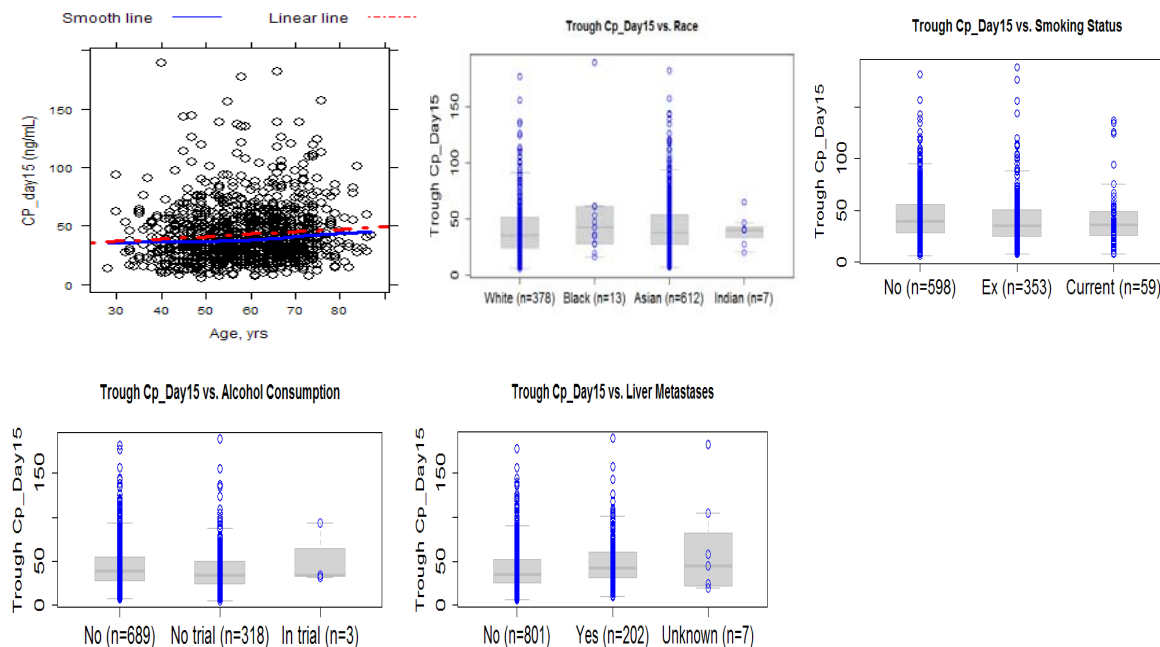 Smooth line Linear line
CP_day15 (ng/mL)
150
100
50
0
30 40 50 60 70 80
Age, yrs
Trough Cp_Day15 vs. Race
Trough Cp_Day15
150
100
50
0
White (n=378) Black (n=13) Asian (n=612) Indian (n=7)
Trough Cp_Day15 vs. Smoking Status
Trough Cp_Day15
100
50
0
No (n=598) Ex (n=353) Current (n=59)
Trough Cp_Day15 vs. Alcohol Consumption
Trough Cp_Day15
150
50
0
No (n=689) No trial (n=318) In trial (n=3)
Trough Cp_Day15 vs. Liver Metastases
Trough Cp_Day15
150
50
0
No (n=801) Yes (n=202) Unknown (n=7)